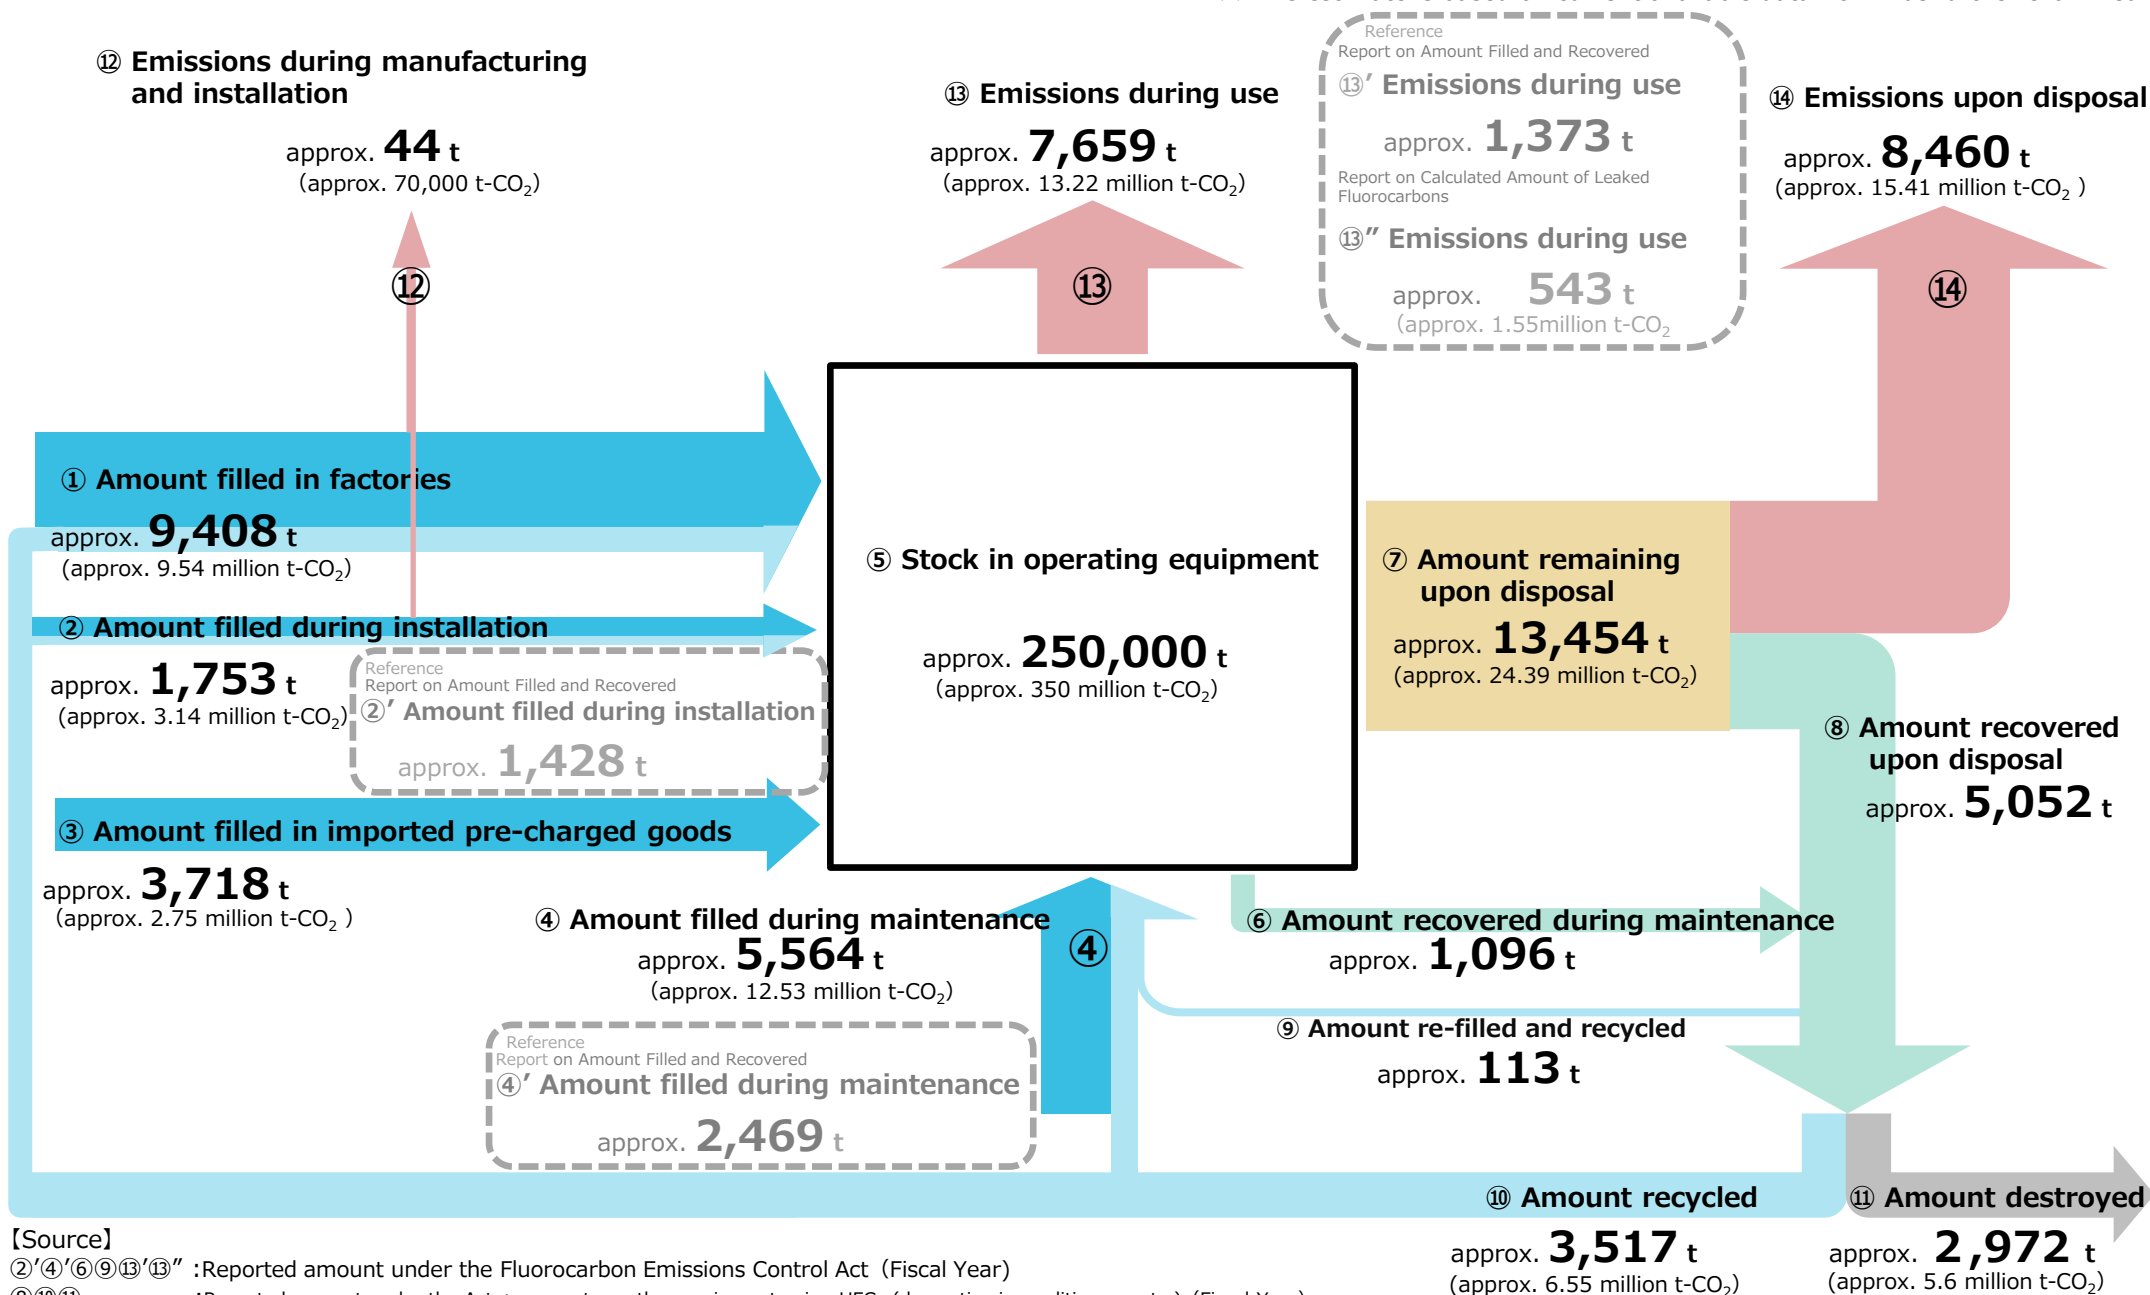 ⑫ Emissions during manufacturing
and installation
approx. 44 t
(approx. 70,000 t-CO2)
⑬ Emissions during use
approx. 7,659 t
(approx. 13.22 million t-CO2)
Reference
Report on Amount Filled and Recovered
⑬′ Emissions during use
approx. 1,373 t
Report on Calculated Amount of Leaked
Fluorocarbons
⑬″ Emissions during use
approx. 543 t
(approx. 1.55million t-CO2
⑭ Emissions upon disposal
approx. 8,460 t
(approx. 15.41 million t-CO2 )
⑫
⑬
⑭
① Amount filled in factories
approx. 9,408 t
(approx. 9.54 million t-CO2)
② Amount filled during installation
approx. 1,753 t
(approx. 3.14 million t-CO2)
Reference
Report on Amount Filled and Recovered
②′ Amount filled during installation
approx. 1,428 t
③ Amount filled in imported pre-charged goods
approx. 3,718 t
(approx. 2.75 million t-CO2 )
⑤ Stock in operating equipment
approx. 250,000 t
(approx. 350 million t-CO2)
⑦ Amount remaining
upon disposal
approx. 13,454 t
(approx. 24.39 million t-CO2)
⑧ Amount recovered
upon disposal
approx. 5,052 t
④ Amount filled during maintenance
approx. 5,564 t
(approx. 12.53 million t-CO2)
④
Reference
Report on Amount Filled and Recovered
④′ Amount filled during maintenance
approx. 2,469 t
⑥ Amount recovered during maintenance
approx. 1,096 t
⑨ Amount re-filled and recycled
approx. 113 t
⑩ Amount recycled
approx. 3,517 t
(approx. 6.55 million t-CO2)
⑪ Amount destroyed
approx. 2,972 t
(approx. 5.6 million t-CO2)
【Source】
②′④′⑥⑨⑬′⑬″ :Reported amount under the Fluorocarbon Emissions Control Act (Fiscal Year)